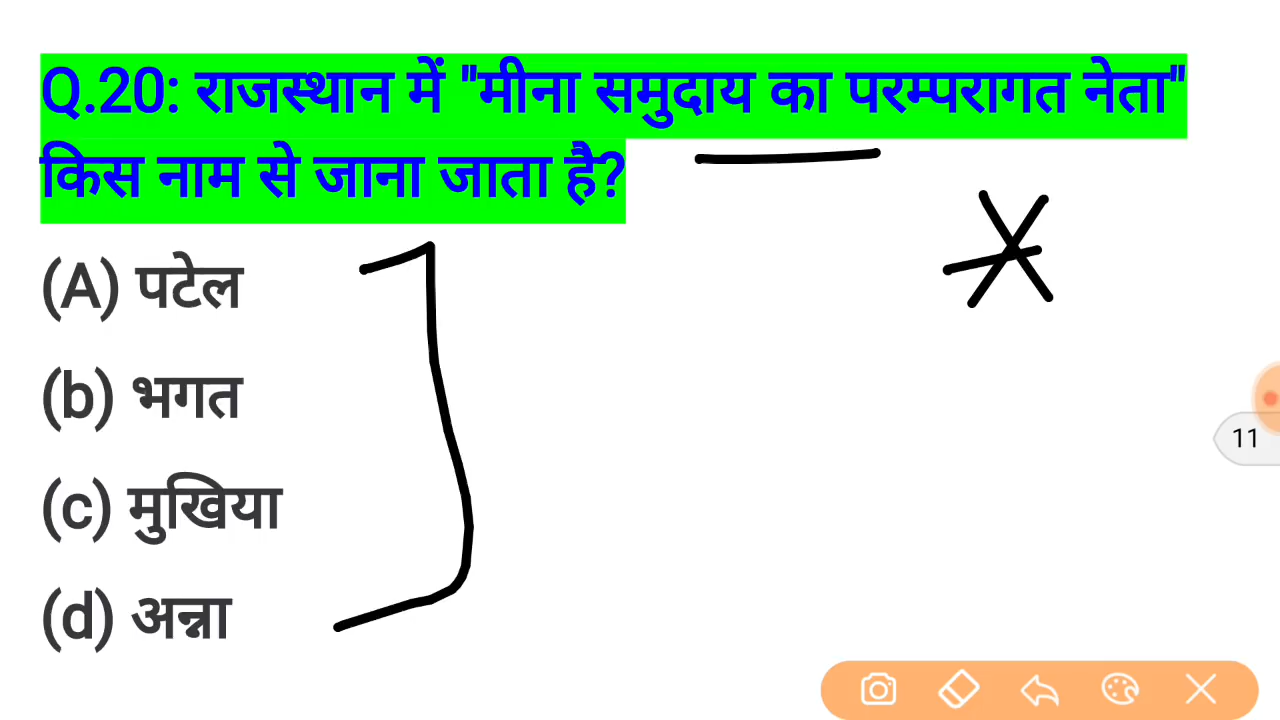 Q.20: राजस्थान में "मीना समुदाय का परम्परागत नेता"
किस नाम से जाना जाता है?
(A) पटेल
(b) भगत
(c) मुखिया
(d) अन्ना
11